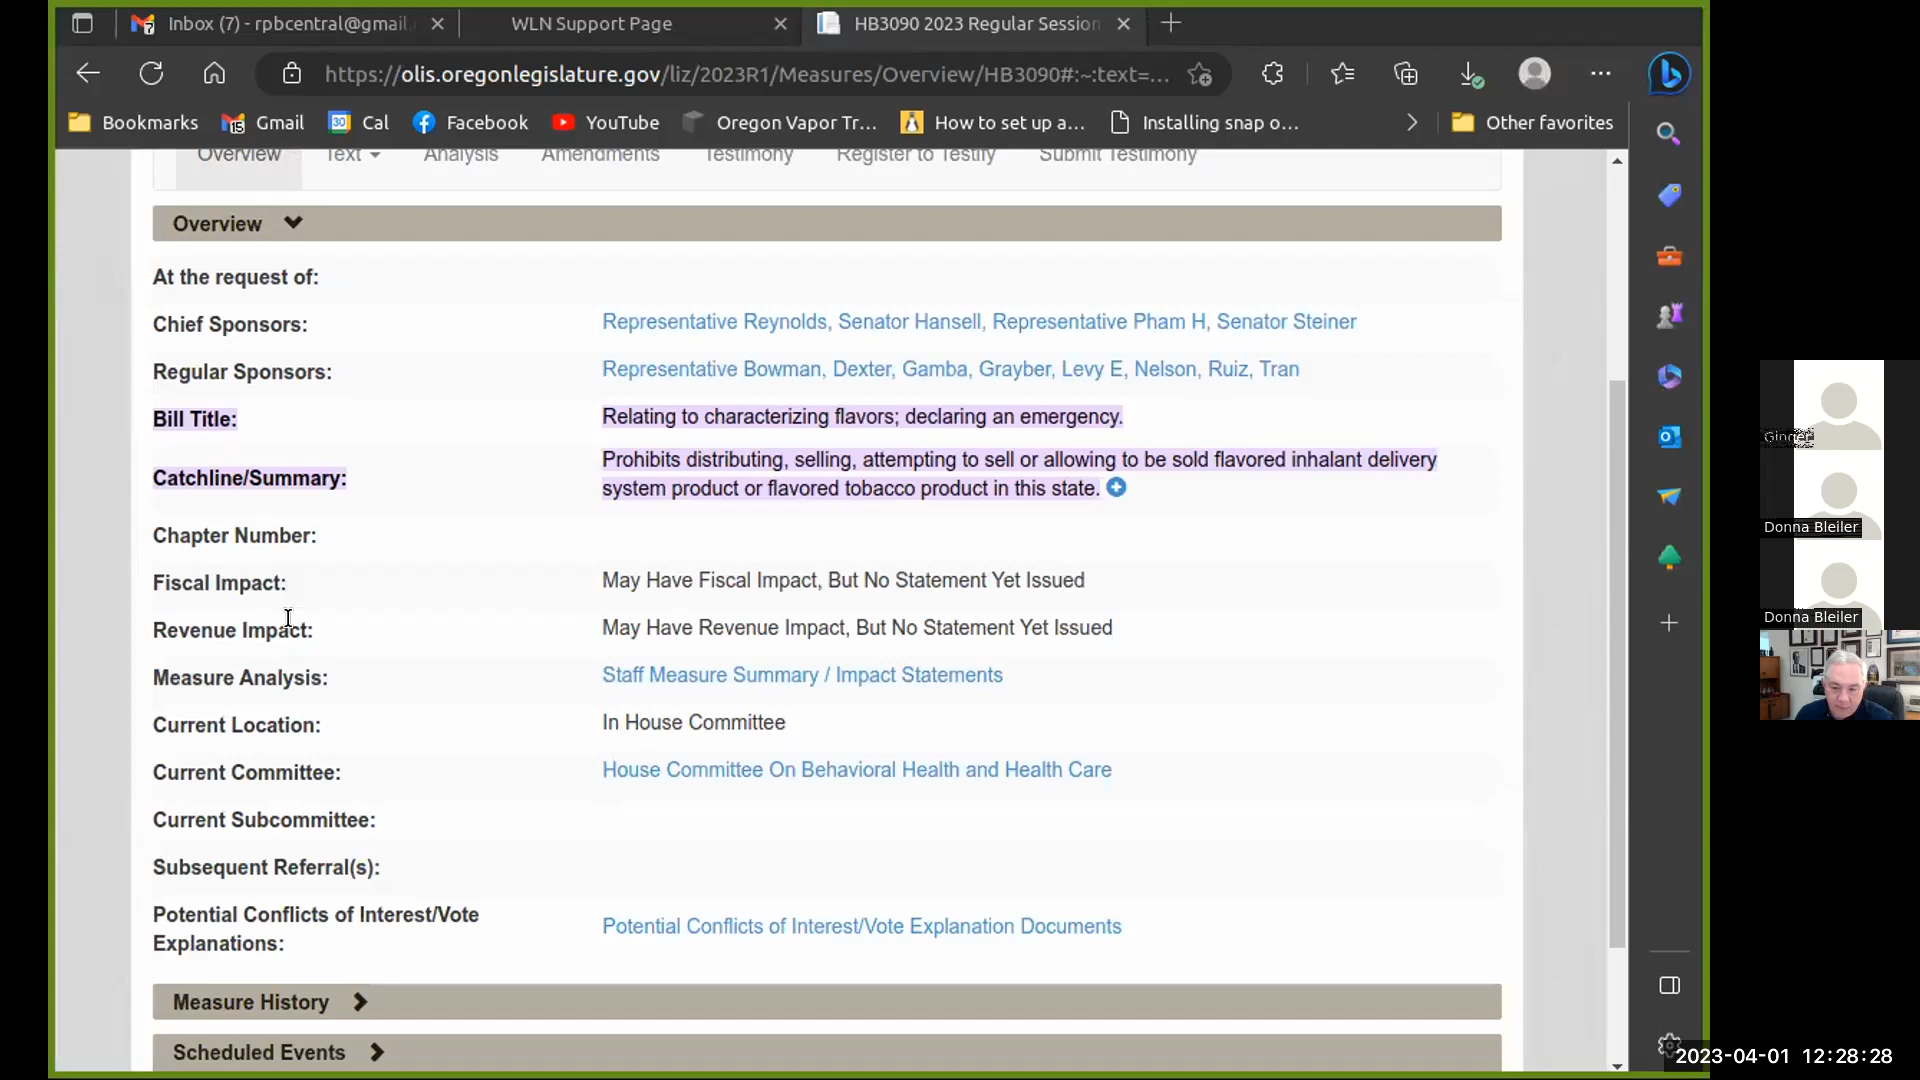 Inbox (7) - rpbcentral@gmail.
WLN Support Page
HB3090 2023 Regular Session
https://olis.oregonlegislature.gov/liz/2023R1/Measures/Overview/HB3090#:~:text=...
Bookmarks
Gmail
Cal
Facebook
YouTube
Oregon Vapor Tr...
How to set up a...
Installing snap o...
Other favorites
Overview Text Analysis Amendments Testimony Register to Testify Submit Testimony
Overview
At the request of:
Chief Sponsors: Representative Reynolds, Senator Hansell, Representative Pham H, Senator Steiner
Regular Sponsors: Representative Bowman, Dexter, Gamba, Grayber, Levy E, Nelson, Ruiz, Tran
Bill Title: Relating to characterizing flavors; declaring an emergency.
Catchline/Summary: Prohibits distributing, selling, attempting to sell or allowing to be sold flavored inhalant delivery
system product or flavored tobacco product in this state.
Chapter Number:
Fiscal Impact: May Have Fiscal Impact, But No Statement Yet Issued
Revenue Impact: May Have Revenue Impact, But No Statement Yet Issued
Measure Analysis: Staff Measure Summary / Impact Statements
Current Location: In House Committee
Current Committee: House Committee On Behavioral Health and Health Care
Current Subcommittee:
Subsequent Referral(s):
Potential Conflicts of Interest/Vote
Explanations: Potential Conflicts of Interest/Vote Explanation Documents
Measure History
Scheduled Events
Ginger
Donna Bleiler
Donna Bleiler
2023-04-01 12:28:28